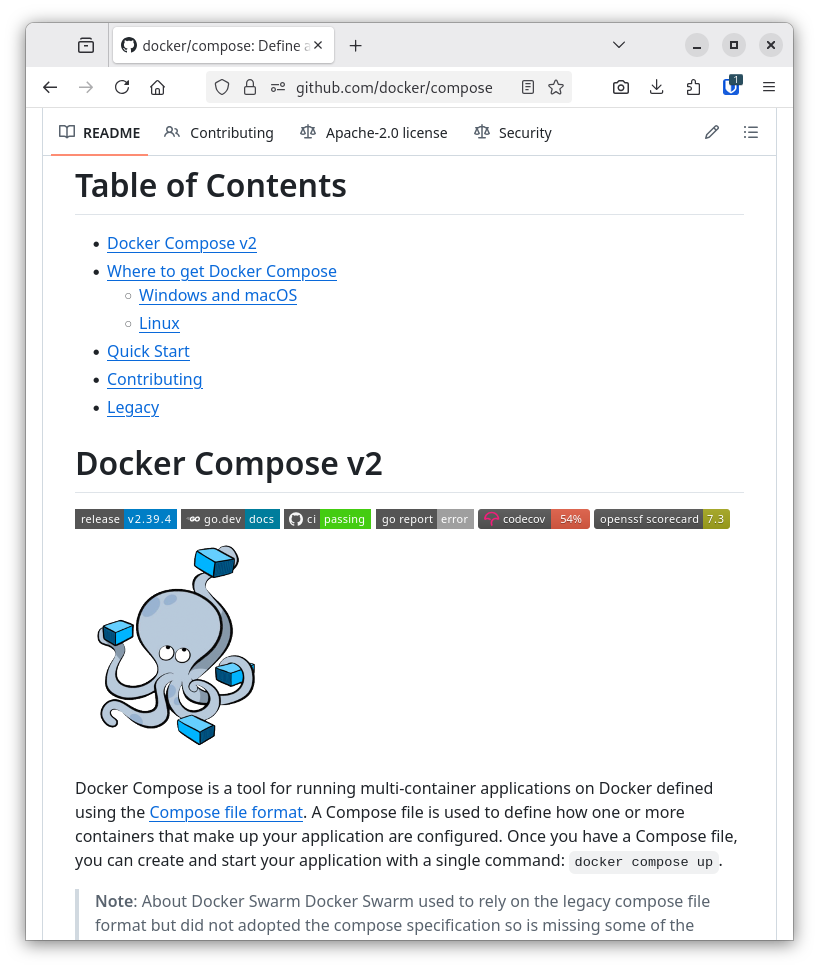 docker/compose: Define a
github.com/docker/compose
1
README Contributing Apache-2.0 license Security
Table of Contents
Docker Compose v2
Where to get Docker Compose
Windows and macOS
Linux
Quick Start
Contributing
Legacy
Docker Compose v2
release v2.39.4 go.dev docs ci passing go report error codecov 54% openssf scorecard 7.3
Docker Compose is a tool for running multi-container applications on Docker defined
using the Compose file format. A Compose file is used to define how one or more
containers that make up your application are configured. Once you have a Compose file,
you can create and start your application with a single command: docker compose up.
Note: About Docker Swarm Docker Swarm used to rely on the legacy compose file
format but did not adopted the compose specification so is missing some of the